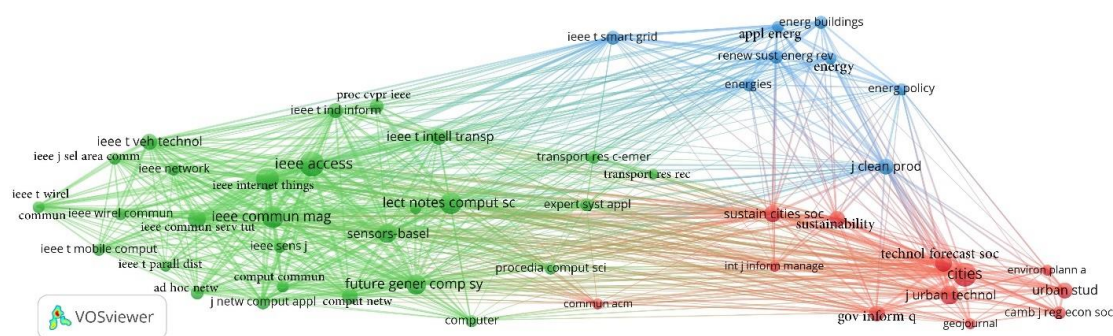 energ buildings
appl energ
ieee t smart grid
renew sust energ rev
energy
energies
energ policy
proc cvpr ieee
ieee t ind inform
ieee t veh technol
ieee t intell transp
ieee j sel area comm
ieee access
ieee network
transport res c-emer
j clean prod
transport res rec
ieee internet things
ieee t wirel
commun
ieee wirel commun
ieee commun mag
lect notes comput sc
expert syst appl
sustain cities soc
sustainability
ieee commun serv tut
sensors-basel
ieee t mobile comput
ieee sens j
technol forecast soc
ieee t parall dist
procedia comput sci
int j inform manage
environ plann a
comput commun
cities
future gener comp sy
ad hoc netw
j netw comput appl
comput netw
j urban technol
urban stud
commun acm
camb j reg econ soc
computer
gov inform q
geojournal
VOSviewer